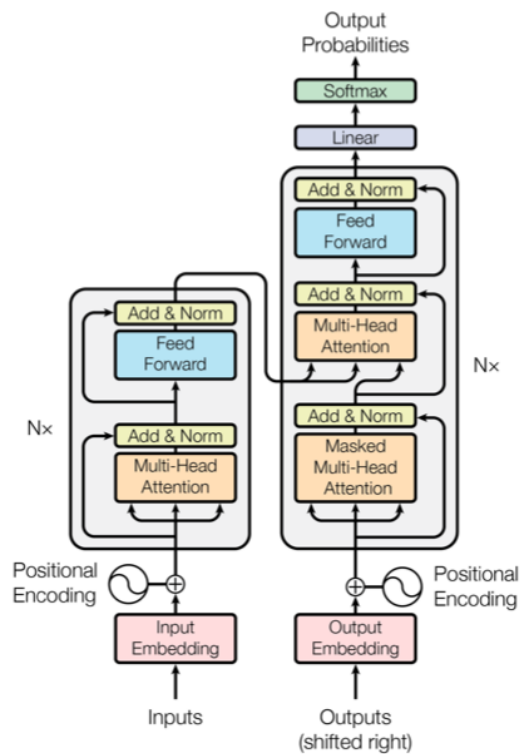 Output
Probabilities
Softmax
Linear
Add & Norm
Feed
Forward
Add & Norm
Multi-Head
Attention
Add & Norm
Masked
Multi-Head
Attention
N×
Add & Norm
Feed
Forward
Add & Norm
Multi-Head
Attention
N×
Positional
Encoding
Positional
Encoding
Input
Embedding
Output
Embedding
Inputs
Outputs
(shifted right)